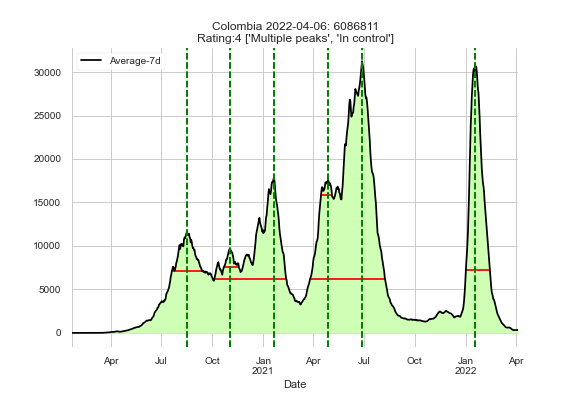 Colombia 2022-04-06: 6086811
Rating:4 ['Multiple peaks', 'In control']
Average-7d
30000
25000
20000
15000
10000
5000
0
Apr Jul Oct Jan Apr Jul Oct Jan Apr
2021 2022
Date